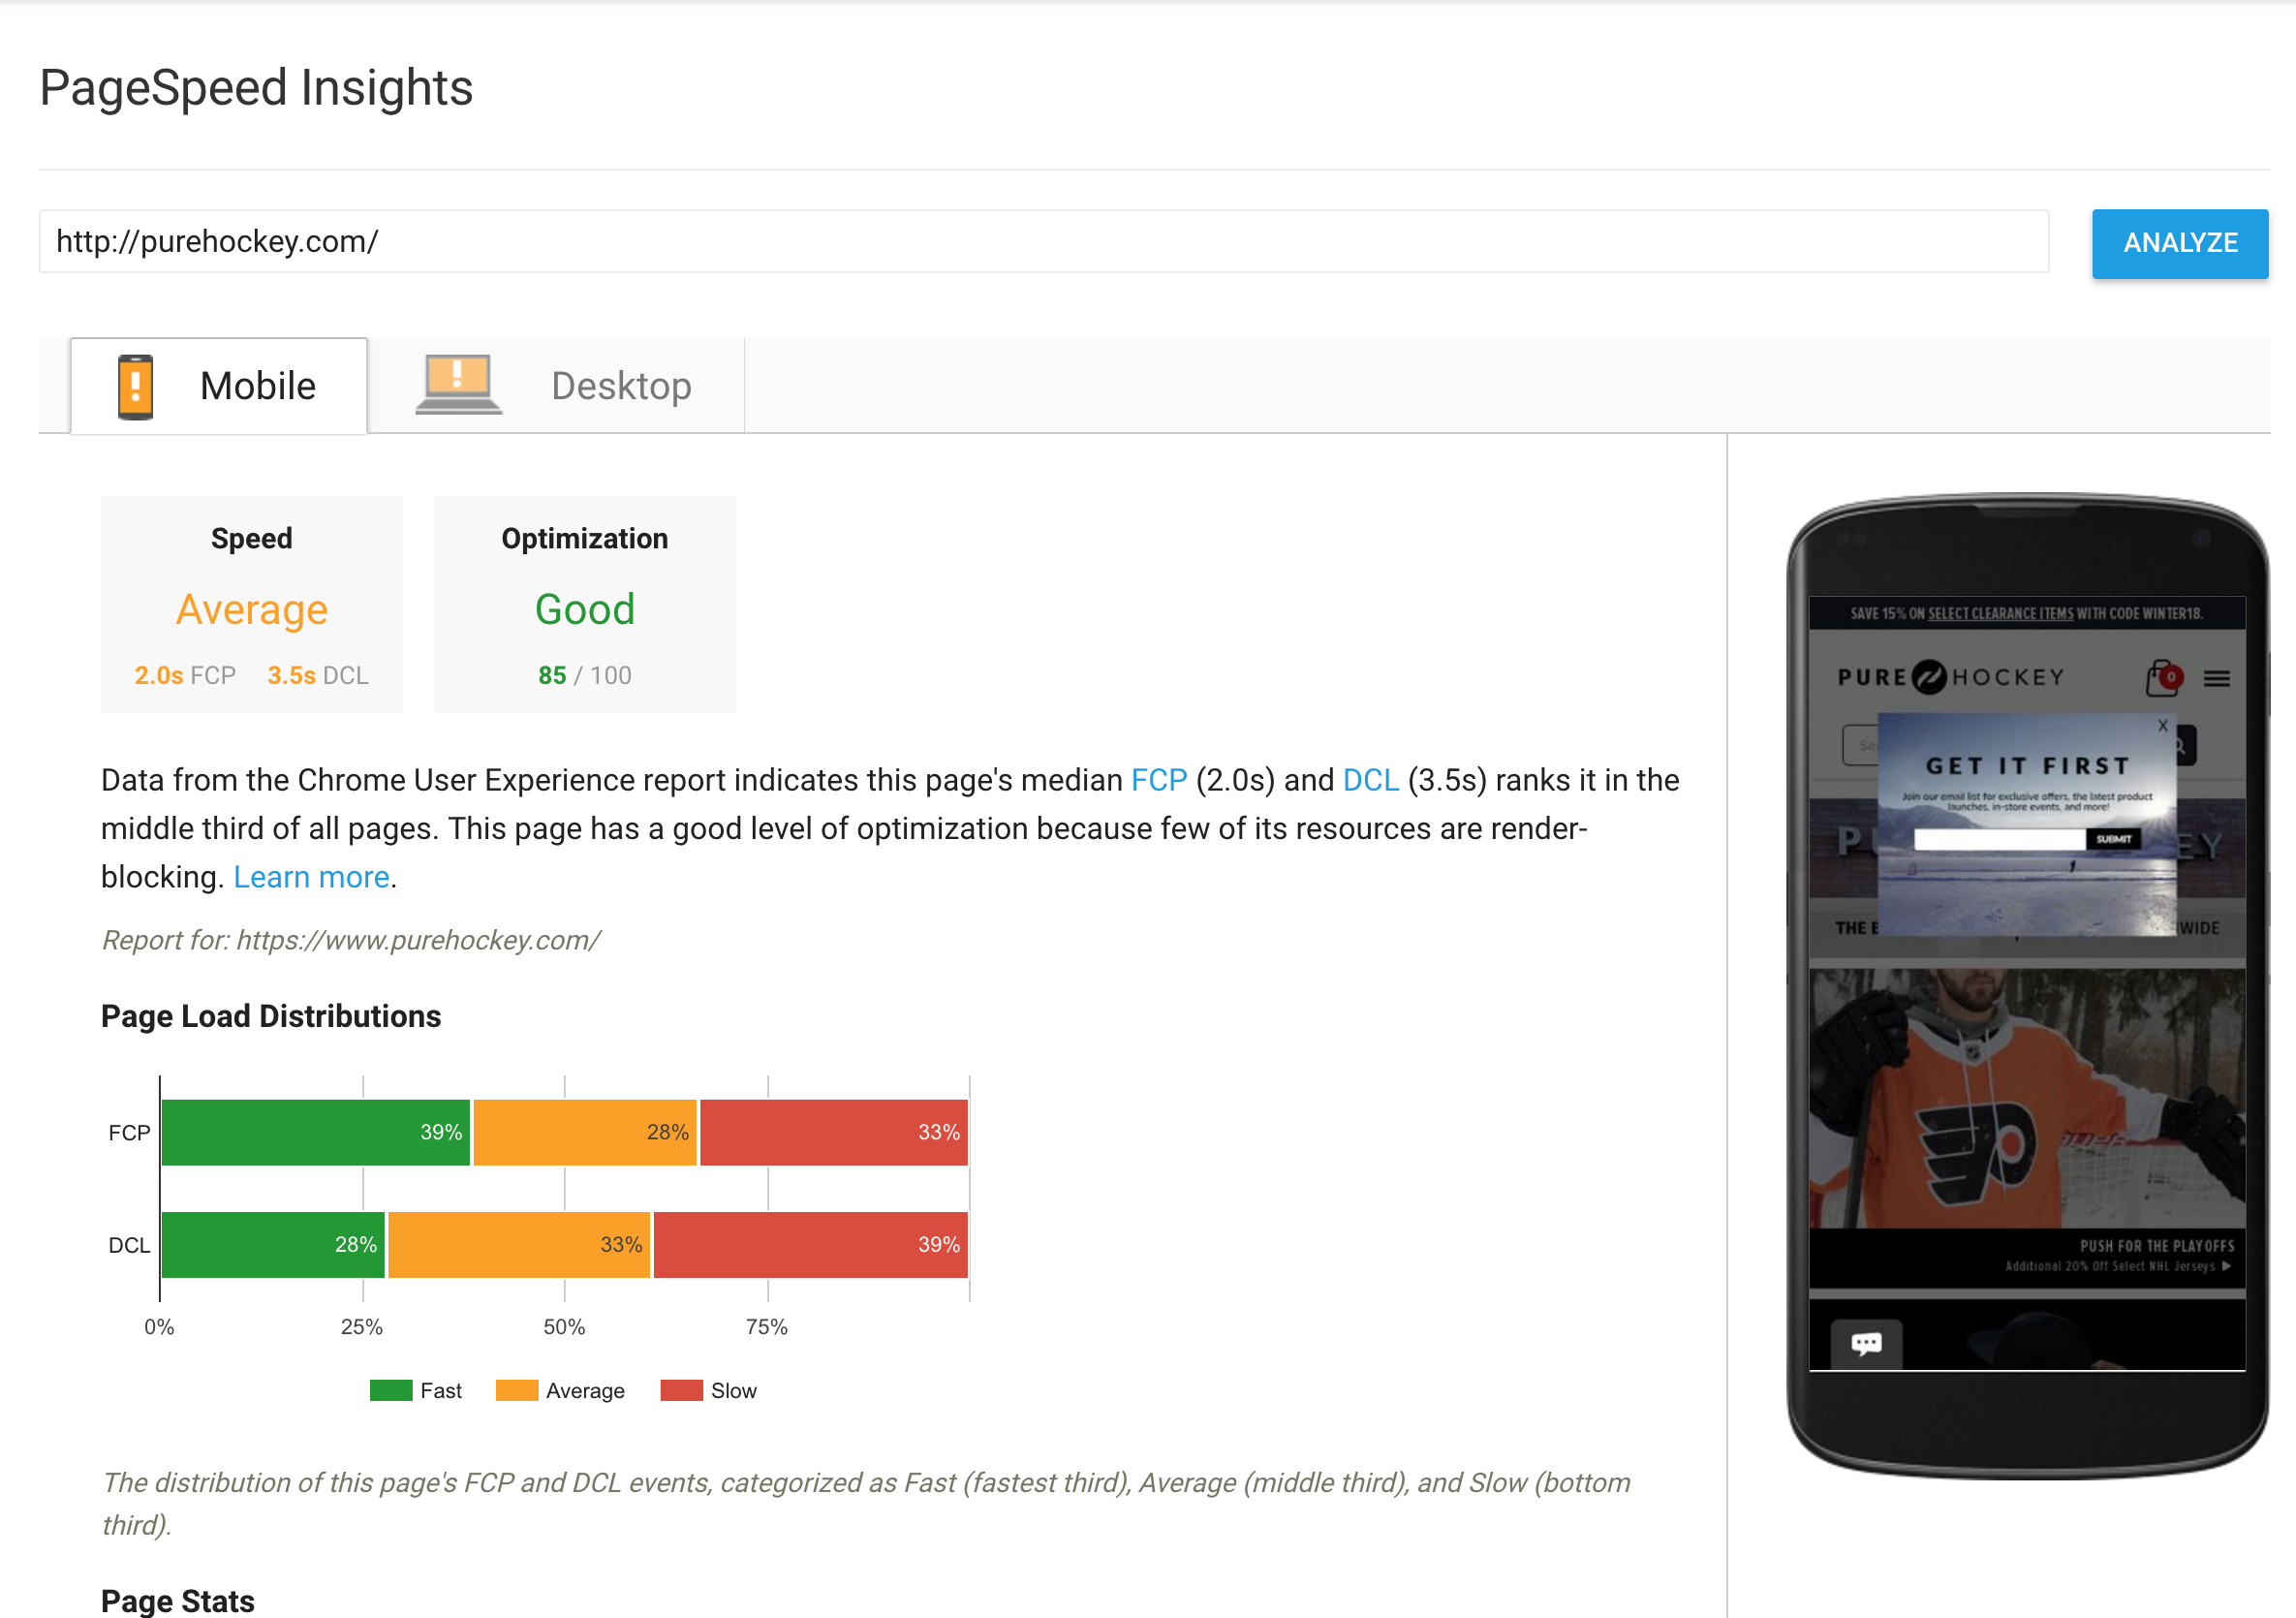 PageSpeed Insights
http://purehockey.com/
ANALYZE
Mobile
Desktop
Speed
Average
2.0s FCP 3.5s DCL
Optimization
Good
85 / 100
Data from the Chrome User Experience report indicates this page's median FCP (2.0s) and DCL (3.5s) ranks it in the
middle third of all pages. This page has a good level of optimization because few of its resources are render-
blocking. Learn more.
Report for: https://www.purehockey.com/
Page Load Distributions
FCP
39%
28%
33%
DCL
28%
33%
39%
0%
25%
50%
75%
Fast
Average
Slow
The distribution of this page's FCP and DCL events, categorized as Fast (fastest third), Average (middle third), and Slow (bottom
third).
Page Stats
SAVE 15% ON SELECT CLEARANCE ITEMS WITH CODE WINTER18.
PURE HOCKEY
0
X
GET IT FIRST
Join our email list for exclusive offers, the latest product
launches, in-store events, and more!
SUBMIT
EY
THE
WIDE
PUSH FOR THE PLAYOFFS
Additional 20% Off Select NHL Jerseys